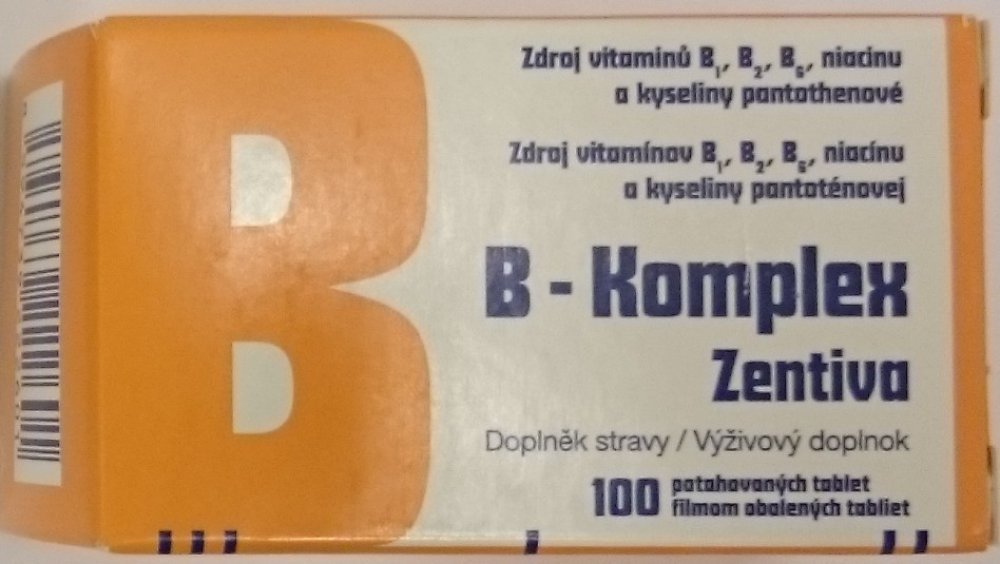 B
Zdroj vitaminů B1, B2, B6, niacinu
a kyseliny pantothenové
Zdroj vitamínov B1, B2, B6, niacínu
a kyseliny pantoténovej
B - Komplex
Zentiva
Doplněk stravy / Výživový doplnok
100 potahovaných tablet
filmom obalených tabliet